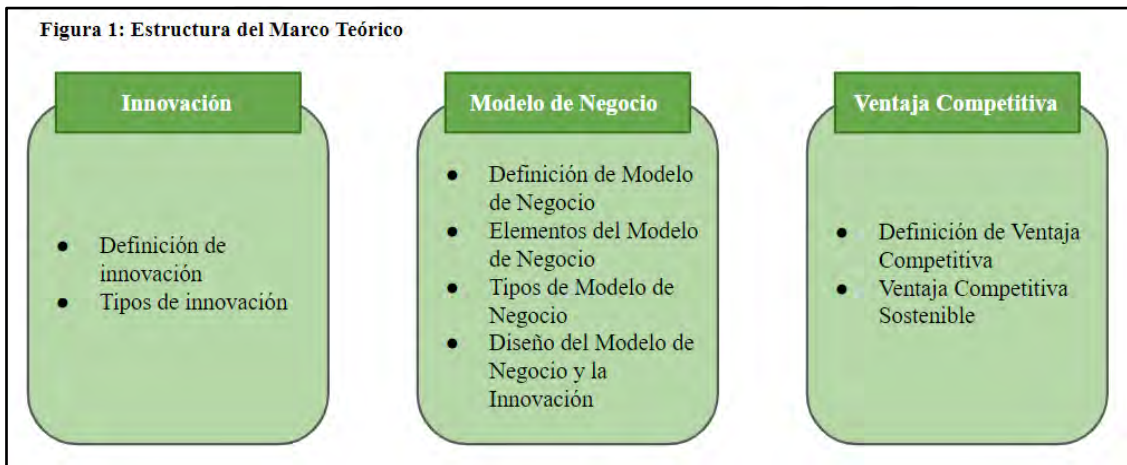 Figura 1: Estructura del Marco Teórico
Innovación
● Definición de
innovación
● Tipos de innovación
Modelo de Negocio
● Definición de Modelo
de Negocio
● Elementos del Modelo
de Negocio
● Tipos de Modelo de
Negocio
● Diseño del Modelo de
Negocio y la
Innovación
Ventaja Competitiva
● Definición de Ventaja
Competitiva
● Ventaja Competitiva
Sostenible